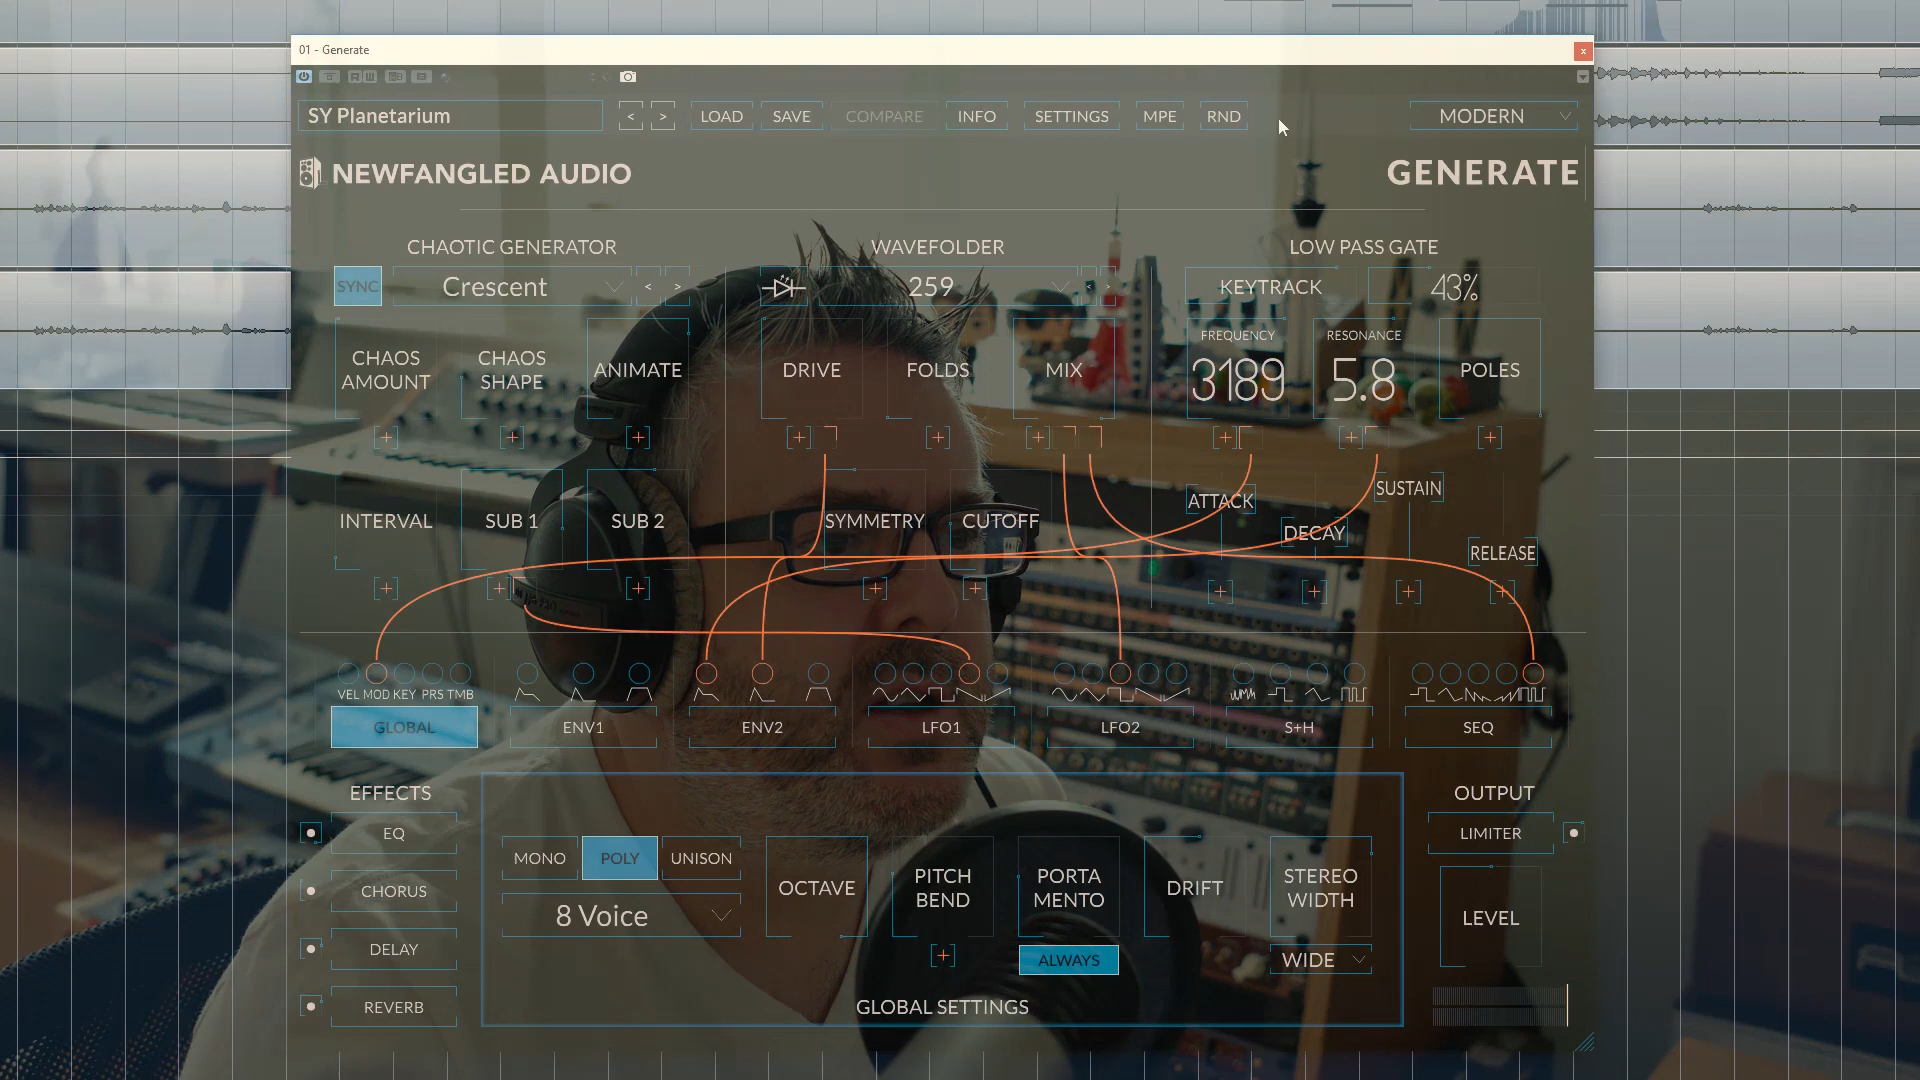 01 - Generate
SY Planetarium
< > LOAD SAVE COMPARE INFO SETTINGS MPE RND MODERN
NEWFANGLED AUDIO
GENERATE
CHAOTIC GENERATOR WAVEFOLDER LOW PASS GATE
SYNC Crescent < > 259 < > KEYTRACK 43%
CHAOS AMOUNT
CHAOS SHAPE
ANIMATE
DRIVE
FOLDS
MIX
FREQUENCY
3189
RESONANCE
5.8
POLES
[+] [+] [+] [+] [+] [+] [+] [+] [+]
INTERVAL
SUB 1
SUB 2
SYMMETRY
CUTOFF
ATTACK
DECAY
SUSTAIN
RELEASE
[+] [+] [+] [+] [+] [+] [+] [+] [+]
VEL MOD KEY PRS TMB
GLOBAL ENV1 ENV2 LFO1 LFO2 S+H SEQ
EFFECTS
EQ
CHORUS
DELAY
REVERB
MONO POLY UNISON
8 Voice
OCTAVE
PITCH BEND
[+]
PORTA MENTO
ALWAYS
DRIFT
STEREO WIDTH
WIDE
GLOBAL SETTINGS
OUTPUT
LIMITER
LEVEL